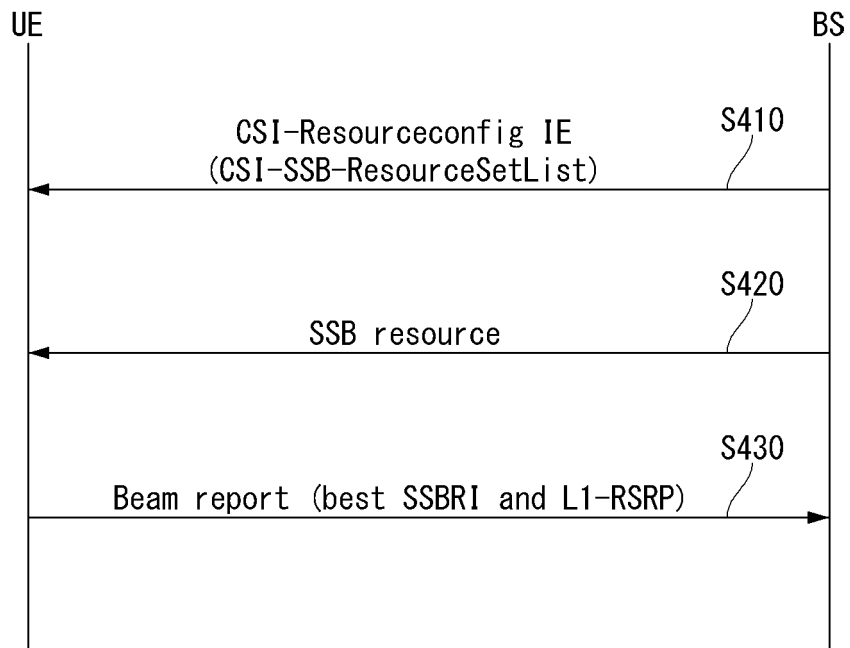 UE
BS
S410
CSI-Resourceconfig IE
(CSI-SSB-ResourceSetList)
S420
SSB resource
S430
Beam report (best SSBRI and L1-RSRP)